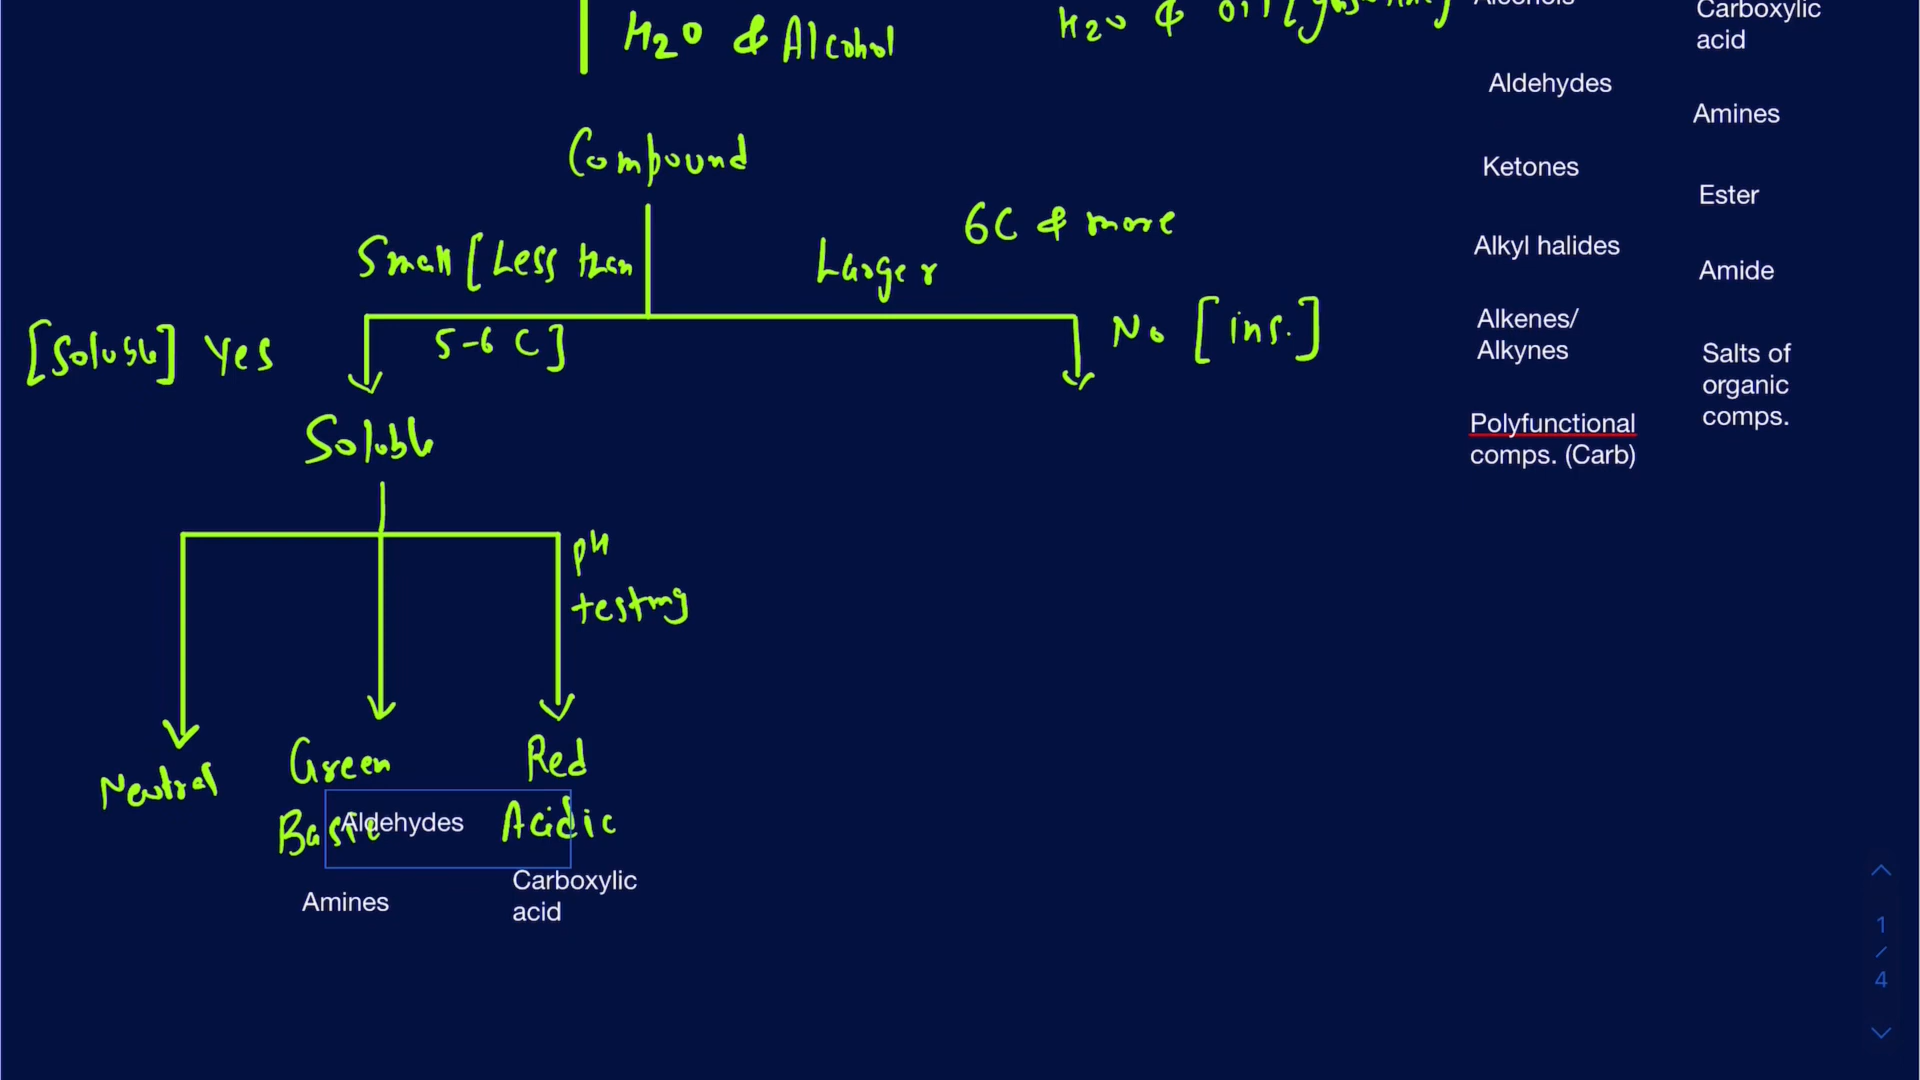 H2O & Alcohol
H2O & oil
Alcohols
Carboxylic
acid
Aldehydes
Amines
Ketones
Ester
Alkyl halides
Amide
Alkenes/
Alkynes
Salts of
organic
comps.
Polyfunctional
comps. (Carb)
Compound
Small [Less than
5-6 C]
Larger
6C & more
[Soluble] Yes
No [ins.]
Soluble
pH
testing
Neutral
Green
Basic
Red
Acidic
Aldehydes
Amines
Carboxylic
acid
1
/
4